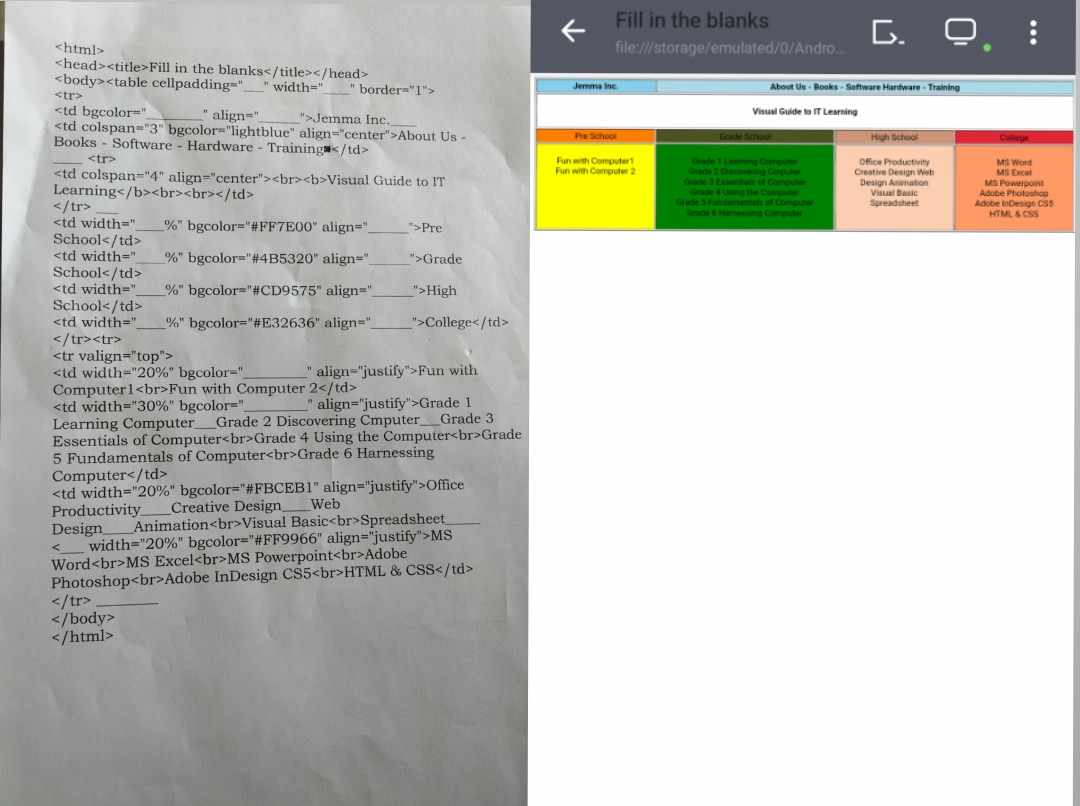 <html>
<head><title>Fill in the blanks</title></head>
<body><table cellpadding="___" width="____" border="1">
<tr>
<td bgcolor="________" align="______">Jemma Inc.____
<td colspan="3" bgcolor="lightblue" align="center">About Us -
Books - Software - Hardware - Training</td>
____ <tr>
<td colspan="4" align="center"><br><b>Visual Guide to IT
Learning</b><br><br></td>
</tr> ___
<td width="____%" bgcolor="#FF7E00" align="______">Pre
School</td>
<td width="____%" bgcolor="#4B5320" align="______">Grade
School</td>
<td width="____%" bgcolor="#CD9575" align="______">High
School</td>
<td width="____%" bgcolor="#E32636" align="______">College</td>
</tr><tr>
<tr valign="top">
<td width="20%" bgcolor="_________" align="justify">Fun with
Computer1<br>Fun with Computer 2</td>
<td width="30%" bgcolor="_________" align="justify">Grade 1
Learning Computer___Grade 2 Discovering Cmputer___Grade 3
Essentials of Computer<br>Grade 4 Using the Computer<br>Grade
5 Fundamentals of Computer<br>Grade 6 Harnessing
Computer</td>
<td width="20%" bgcolor="#FBCEB1" align="justify">Office
Productivity____Creative Design____Web
Design____Animation<br>Visual Basic<br>Spreadsheet_____
<___ width="20%" bgcolor="#FF9966" align="justify">MS
Word<br>MS Excel<br>MS Powerpoint<br>Adobe
Photoshop<br>Adobe InDesign CS5<br>HTML & CSS</td>
</tr> _________
</body>
</html>
Fill in the blanks
file:///storage/emulated/0/Andro...
Jemma Inc. About Us - Books - Software Hardware - Training
Visual Guide to IT Learning
Pre School Grade School High School College
Fun with Computer1
Fun with Computer 2
Grade 1 Learning Computer
Grade 2 Discovering Cmputer
Grade 3 Essentials of Computer
Grade 4 Using the Computer
Grade 5 Fundamentals of Computer
Grade 6 Harnessing Computer
Office Productivity
Creative Design Web
Design Animation
Visual Basic
Spreadsheet
MS Word
MS Excel
MS Powerpoint
Adobe Photoshop
Adobe InDesign CS5
HTML & CSS